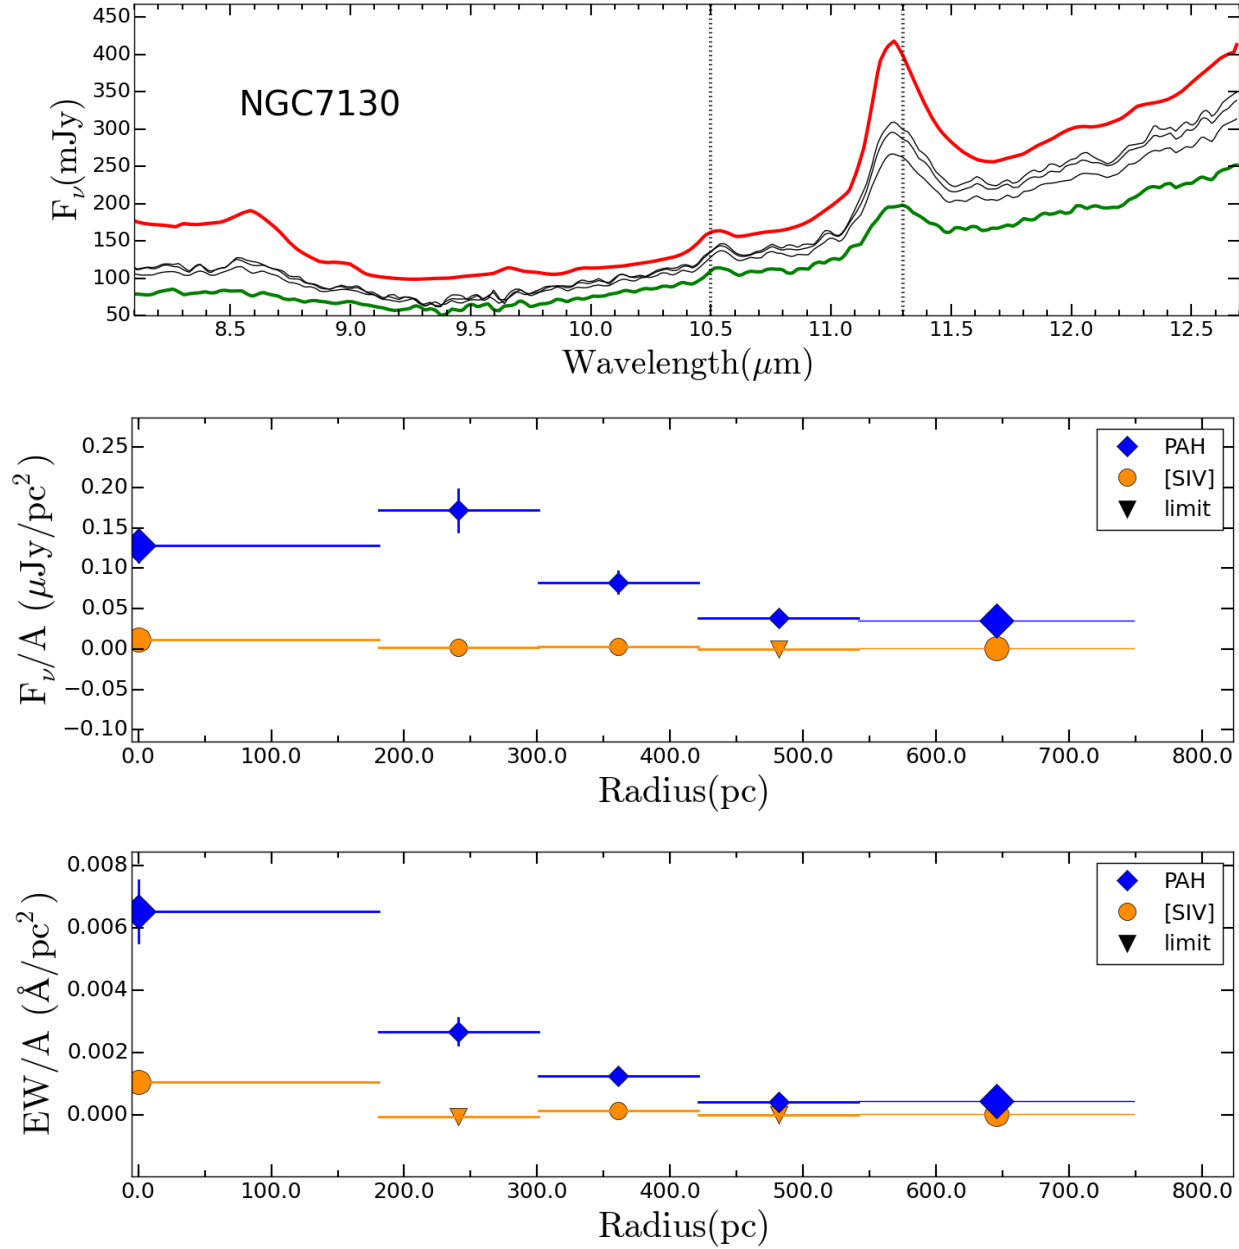 450
400
350
300
250
200
150
100
50
F_ν(mJy)
NGC7130
8.5 9.0 9.5 10.0 10.5 11.0 11.5 12.0 12.5
Wavelength(μm)
0.25
0.20
0.15
0.10
0.05
0.00
−0.05
−0.10
F_ν/A (μJy/pc²)
PAH
[SIV]
limit
0.0 100.0 200.0 300.0 400.0 500.0 600.0 700.0 800.0
Radius(pc)
0.008
0.006
0.004
0.002
0.000
EW/A (Å/pc²)
PAH
[SIV]
limit
0.0 100.0 200.0 300.0 400.0 500.0 600.0 700.0 800.0
Radius(pc)